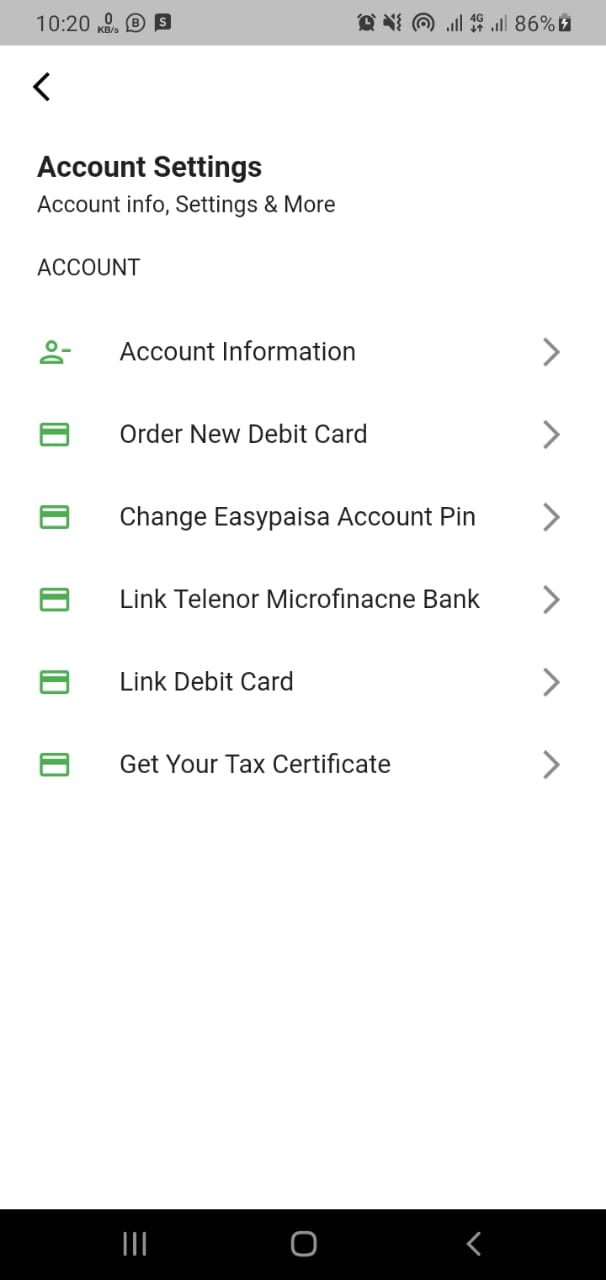 10:20 0 KB/s B S 4G 86%
Account Settings
Account info, Settings & More
ACCOUNT
Account Information
Order New Debit Card
Change Easypaisa Account Pin
Link Telenor Microfinacne Bank
Link Debit Card
Get Your Tax Certificate